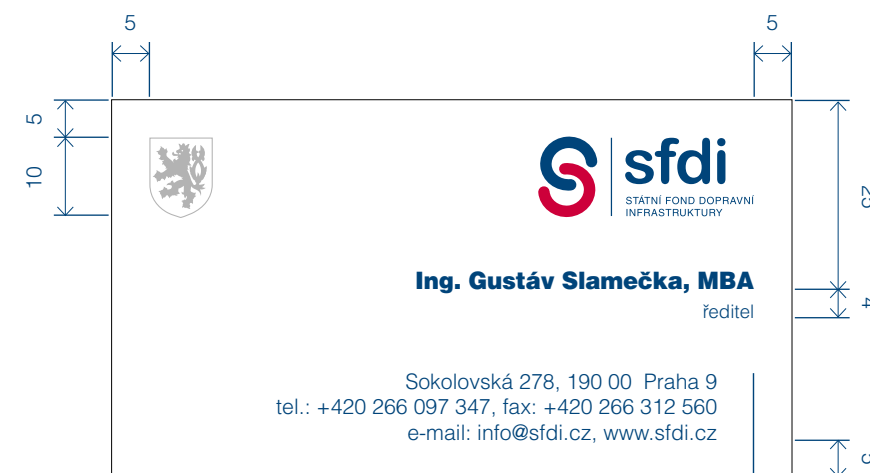 5
5
5
10
sfdi
STÁTNÍ FOND DOPRAVNÍ
INFRASTRUKTURY
Ing. Gustáv Slamečka, MBA
ředitel
4
Sokolovská 278, 190 00 Praha 9
tel.: +420 266 097 347, fax: +420 266 312 560
e-mail: info@sfdi.cz, www.sfdi.cz